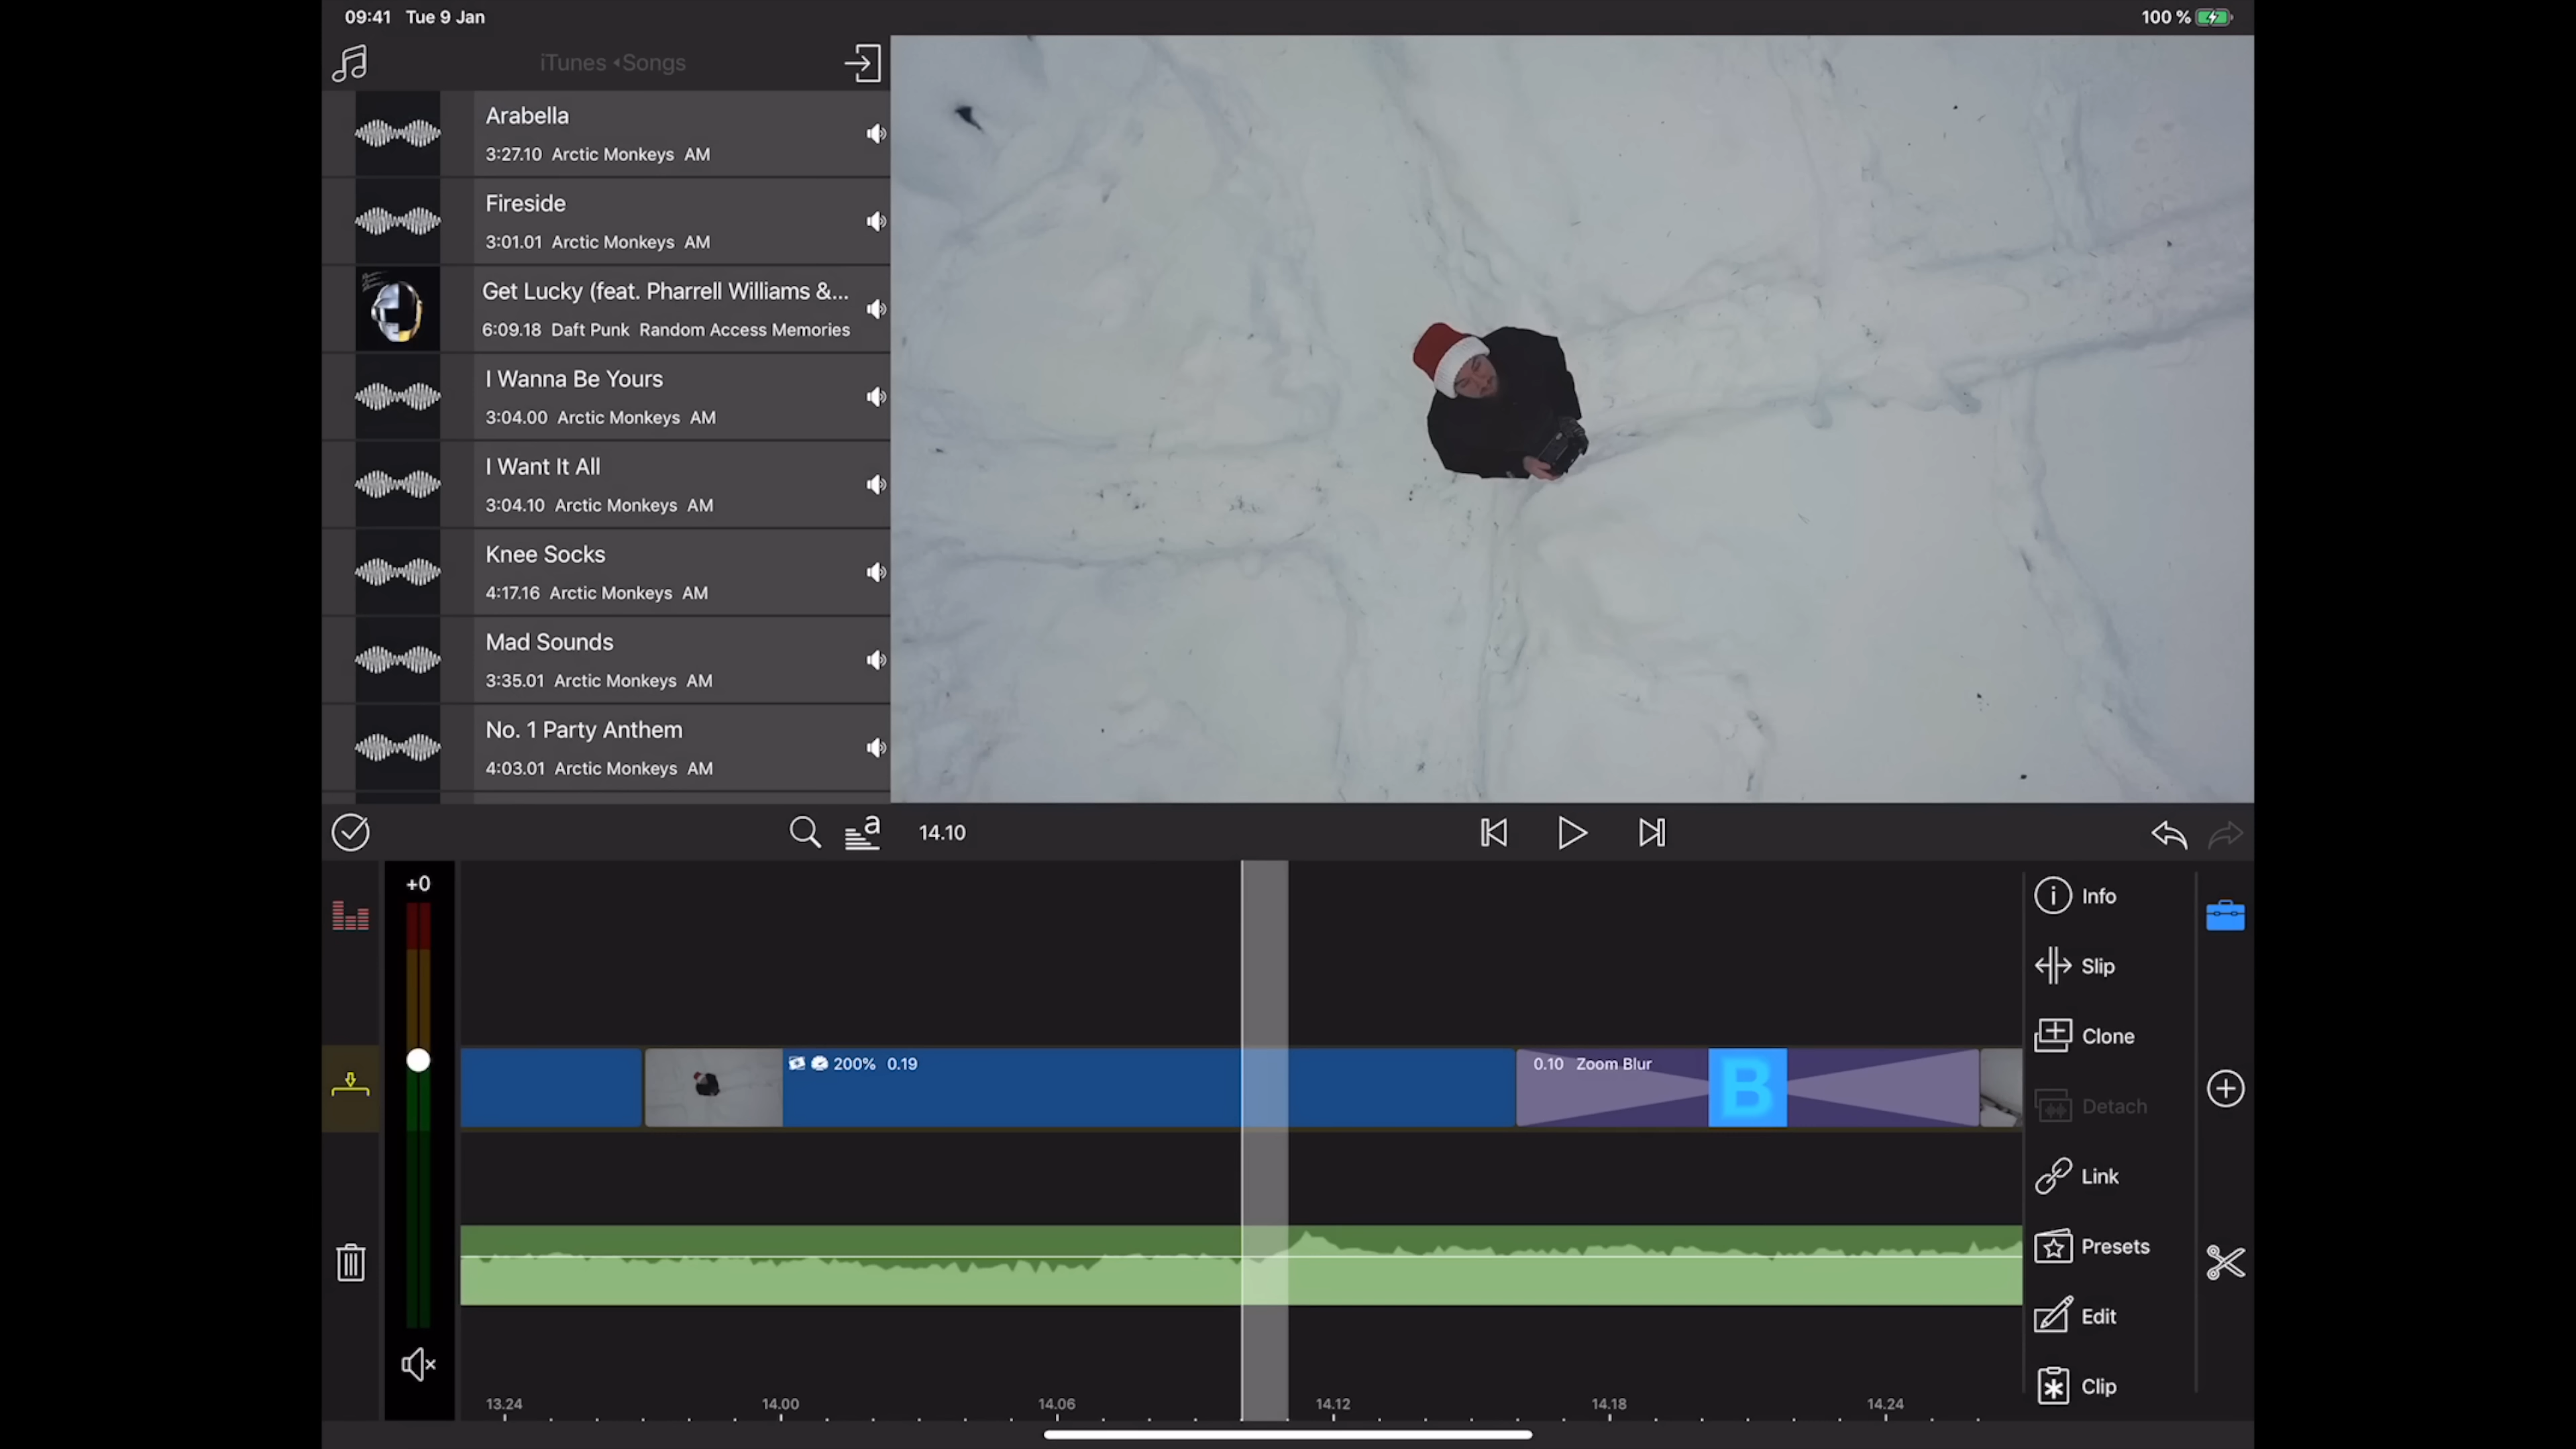 09:41 Tue 9 Jan
100 %
iTunes ◂Songs
Arabella
3:27.10 Arctic Monkeys AM
Fireside
3:01.01 Arctic Monkeys AM
Get Lucky (feat. Pharrell Williams &...
6:09.18 Daft Punk Random Access Memories
I Wanna Be Yours
3:04.00 Arctic Monkeys AM
I Want It All
3:04.10 Arctic Monkeys AM
Knee Socks
4:17.16 Arctic Monkeys AM
Mad Sounds
3:35.01 Arctic Monkeys AM
No. 1 Party Anthem
4:03.01 Arctic Monkeys AM
a
14.10
+0
Info
Slip
Clone
Detach
Link
Presets
Edit
Clip
200% 0.19
0.10 Zoom Blur
B
13.24 14.00 14.06 14.12 14.18 14.24